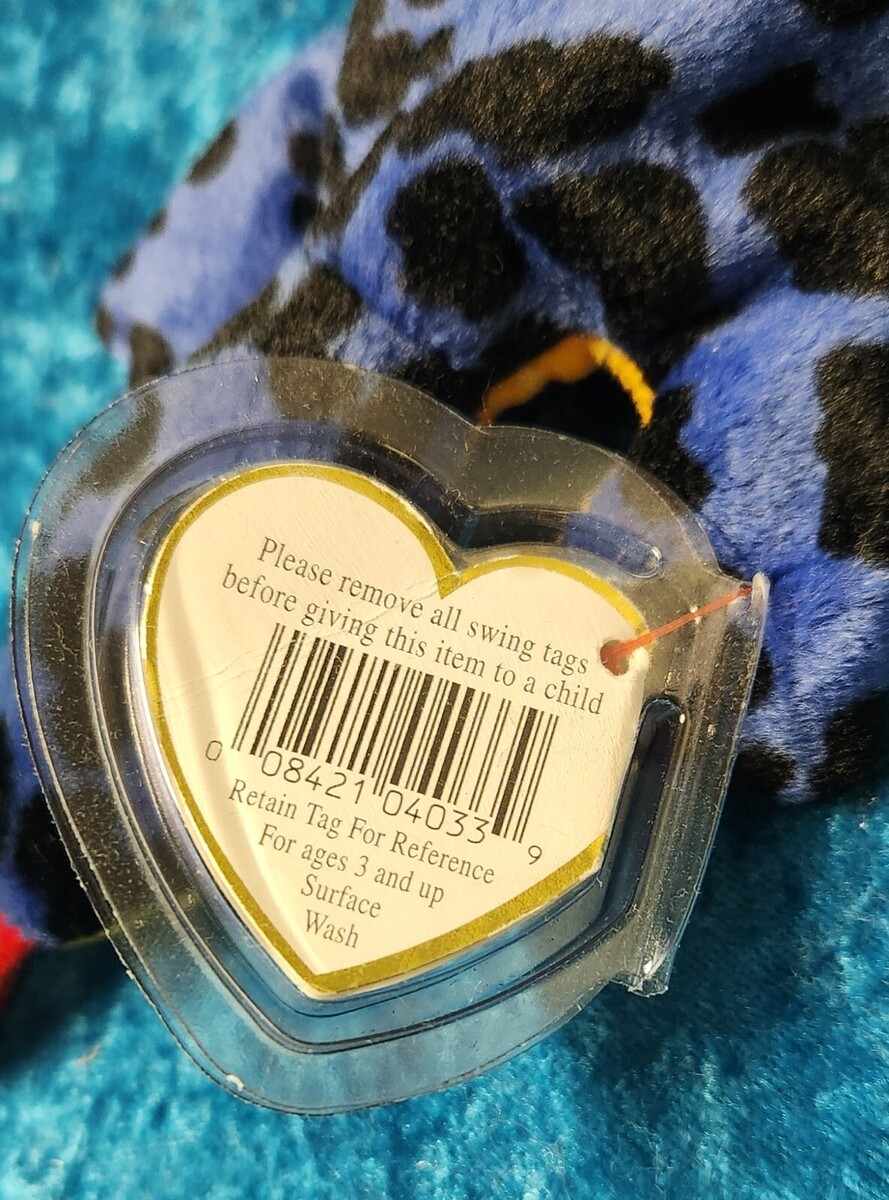 Please remove all swing tags
before giving this item to a child
0 08421 04033 9
Retain Tag For Reference
For ages 3 and up
Surface
Wash